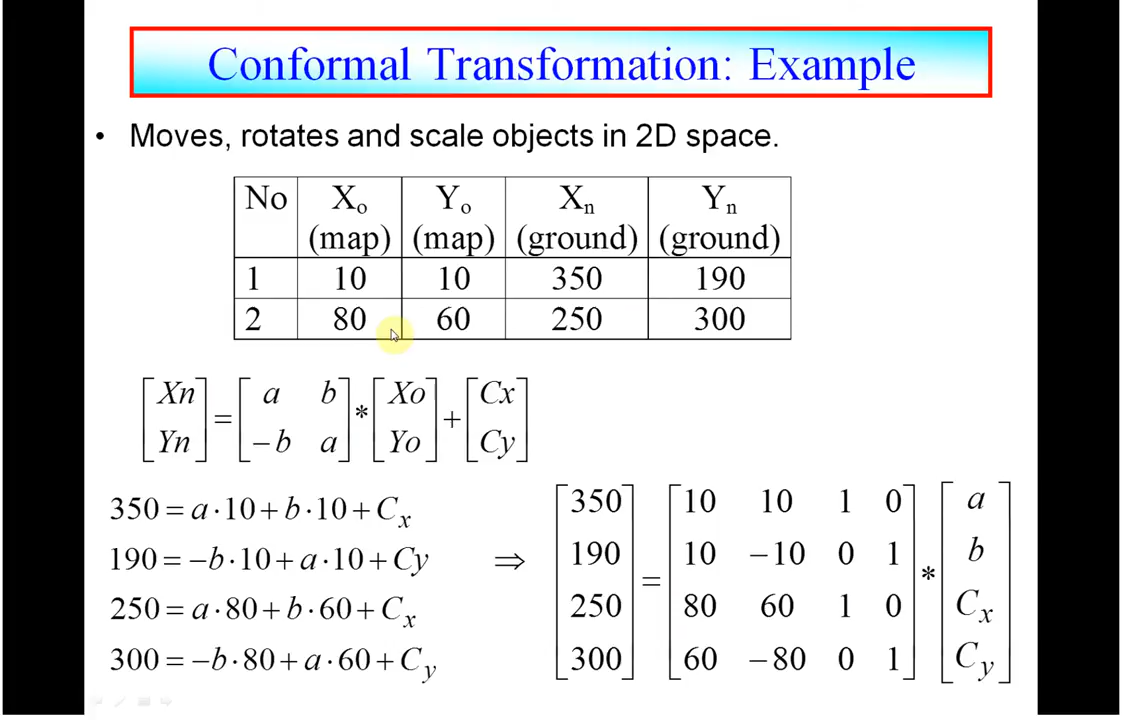 Conformal Transformation: Example
• Moves, rotates and scale objects in 2D space.
No Xₒ (map) Yₒ (map) Xₙ (ground) Yₙ (ground)
1 10 10 350 190
2 80 60 250 300
[Xn; Yn] = [a b; −b a] * [Xo; Yo] + [Cx; Cy]
350 = a·10 + b·10 + Cₓ
190 = −b·10 + a·10 + Cy
250 = a·80 + b·60 + Cₓ
300 = −b·80 + a·60 + C_y
⇒ [350; 190; 250; 300] = [10 10 1 0; 10 −10 0 1; 80 60 1 0; 60 −80 0 1] * [a; b; Cₓ; C_y]